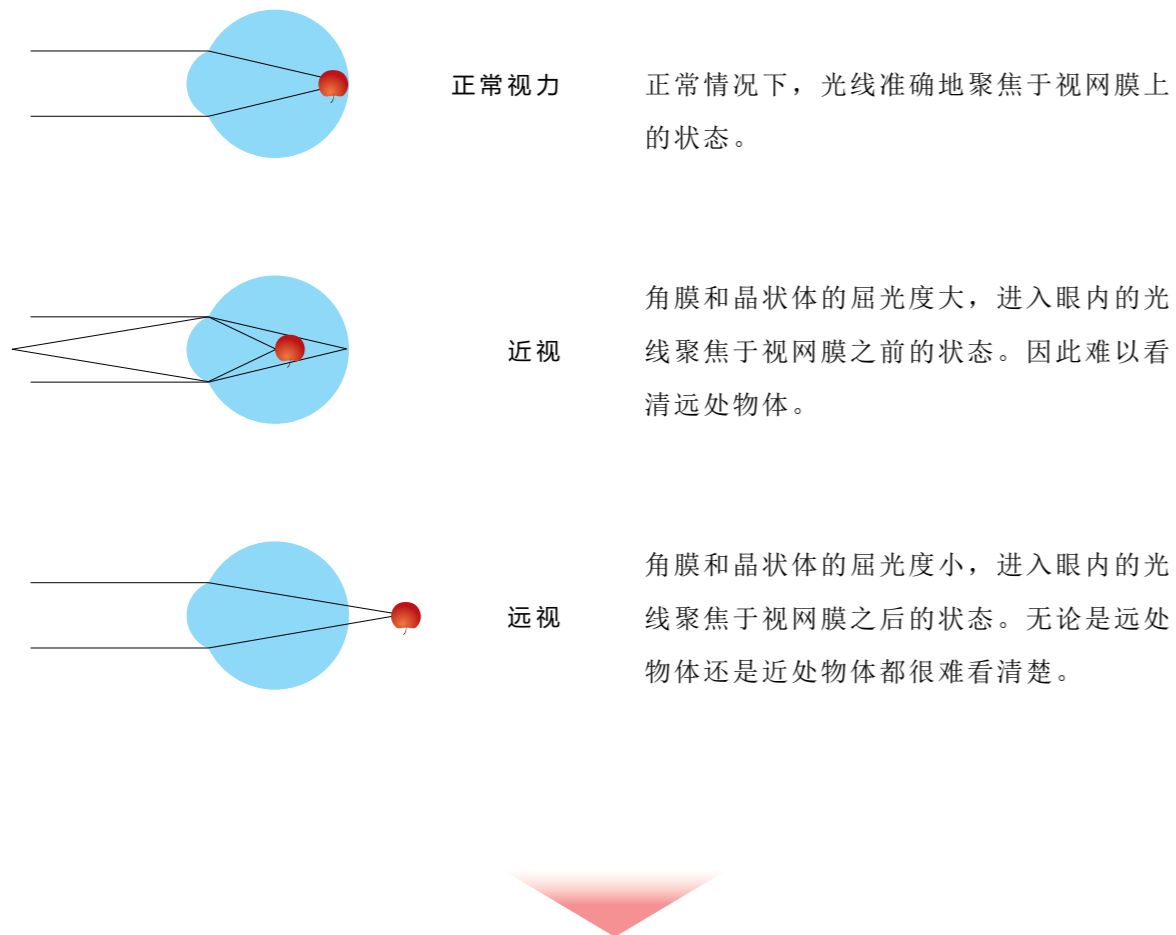 正常视力
正常情况下，光线准确地聚焦于视网膜上
的状态。
近视
角膜和晶状体的屈光度大，进入眼内的光
线聚焦于视网膜之前的状态。因此难以看
清远处物体。
远视
角膜和晶状体的屈光度小，进入眼内的光
线聚焦于视网膜之后的状态。无论是远处
物体还是近处物体都很难看清楚。